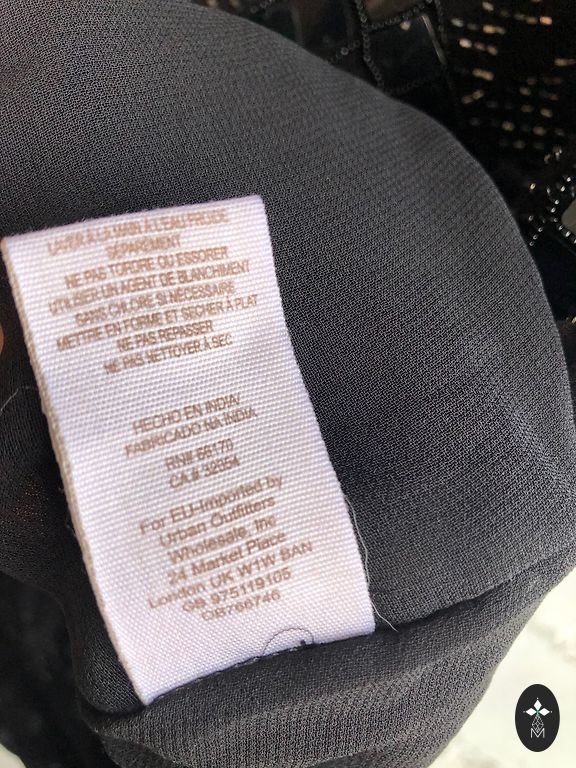 LAVER À LA MAIN À L'EAU FROIDE
SÉPARÉMENT
NE PAS TORDRE OU ESSORER
UTILISER UN AGENT DE BLANCHIMENT
SANS CHLORE SI NÉCESSAIRE
METTRE EN FORME ET SÉCHER À PLAT
NE PAS REPASSER
NE PAS NETTOYER À SEC
HECHO EN INDIA/
FABRICADO NA INDIA
RN# 66170
CA # 32054
For EU-Imported by
Urban Outfitters
Wholesale, Inc
24 Market Place
London UK W1W BAN
GB 975119105
OB766746
M